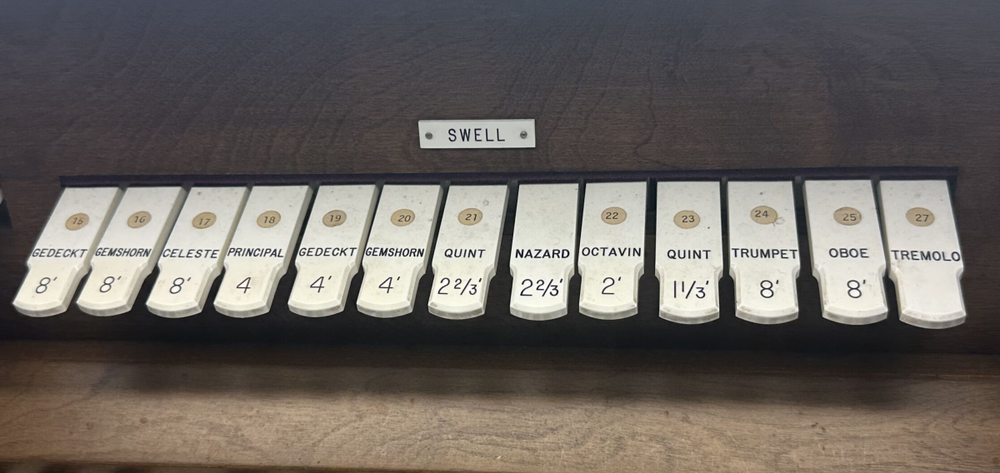 SWELL
15
GEDECKT
8'
16
GEMSHORN
8'
17
CELESTE
8'
18
PRINCIPAL
4
19
GEDECKT
4'
20
GEMSHORN
4'
21
QUINT
2 2/3'
NAZARD
2 2/3'
22
OCTAVIN
2'
23
QUINT
1 1/3'
24
TRUMPET
8'
25
OBOE
8'
27
TREMOLO